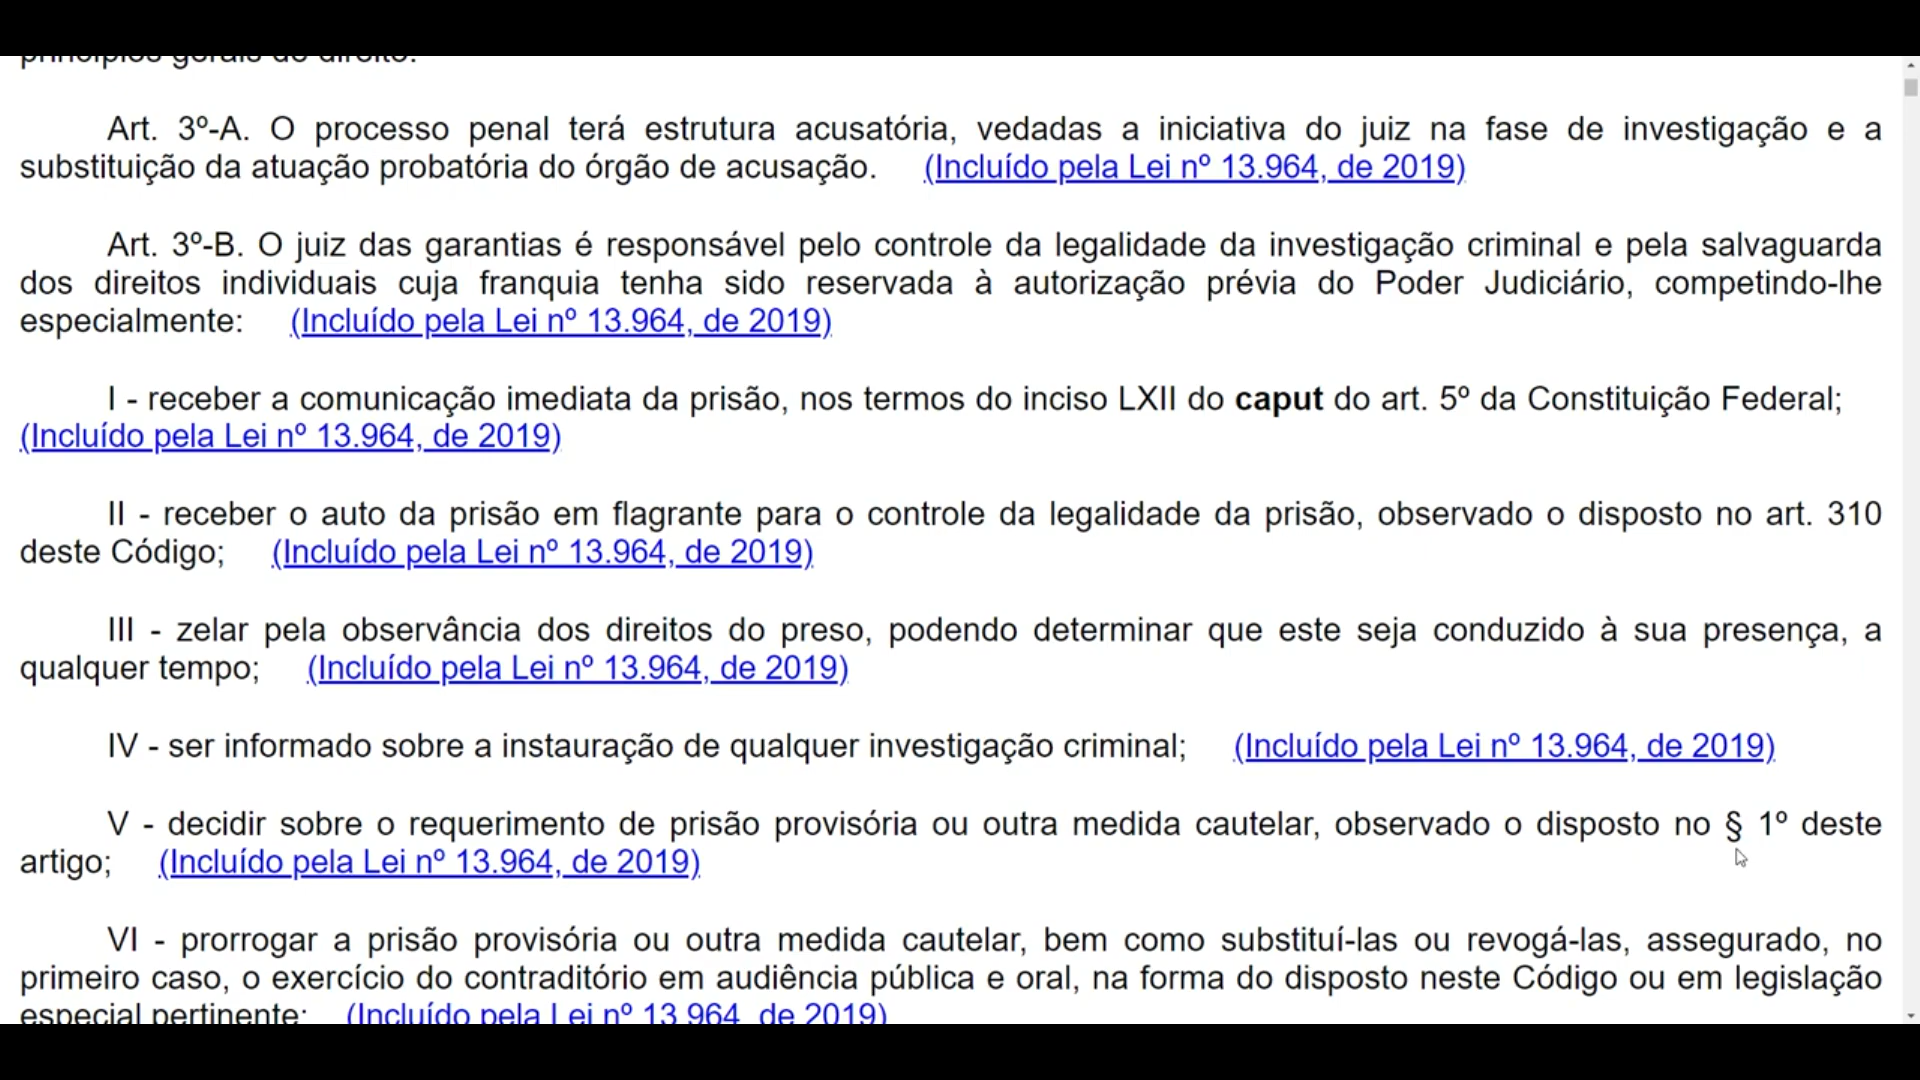 princípios gerais de direito.
Art. 3º-A. O processo penal terá estrutura acusatória, vedadas a iniciativa do juiz na fase de investigação e a
substituição da atuação probatória do órgão de acusação. (Incluído pela Lei nº 13.964, de 2019)
Art. 3º-B. O juiz das garantias é responsável pelo controle da legalidade da investigação criminal e pela salvaguarda
dos direitos individuais cuja franquia tenha sido reservada à autorização prévia do Poder Judiciário, competindo-lhe
especialmente: (Incluído pela Lei nº 13.964, de 2019)
I - receber a comunicação imediata da prisão, nos termos do inciso LXII do caput do art. 5º da Constituição Federal;
(Incluído pela Lei nº 13.964, de 2019)
II - receber o auto da prisão em flagrante para o controle da legalidade da prisão, observado o disposto no art. 310
deste Código; (Incluído pela Lei nº 13.964, de 2019)
III - zelar pela observância dos direitos do preso, podendo determinar que este seja conduzido à sua presença, a
qualquer tempo; (Incluído pela Lei nº 13.964, de 2019)
IV - ser informado sobre a instauração de qualquer investigação criminal; (Incluído pela Lei nº 13.964, de 2019)
V - decidir sobre o requerimento de prisão provisória ou outra medida cautelar, observado o disposto no § 1º deste
artigo; (Incluído pela Lei nº 13.964, de 2019)
VI - prorrogar a prisão provisória ou outra medida cautelar, bem como substituí-las ou revogá-las, assegurado, no
primeiro caso, o exercício do contraditório em audiência pública e oral, na forma do disposto neste Código ou em legislação
especial pertinente; (Incluído pela Lei nº 13.964, de 2019)